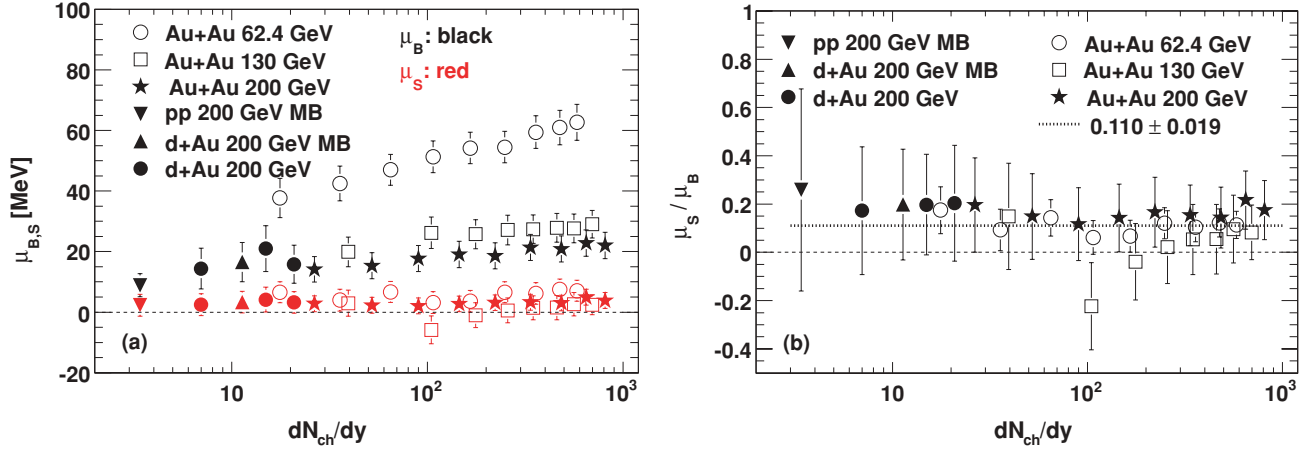 100
80
60
40
20
0
-20
μB,S [MeV]
Au+Au 62.4 GeV
Au+Au 130 GeV
Au+Au 200 GeV
pp 200 GeV MB
d+Au 200 GeV MB
d+Au 200 GeV
μB: black
μS: red
(a)
10 10² 10³
dNch/dy
1
0.8
0.6
0.4
0.2
0
-0.2
-0.4
μS / μB
pp 200 GeV MB
d+Au 200 GeV MB
d+Au 200 GeV
Au+Au 62.4 GeV
Au+Au 130 GeV
Au+Au 200 GeV
0.110 ± 0.019
(b)
10 10² 10³
dNch/dy